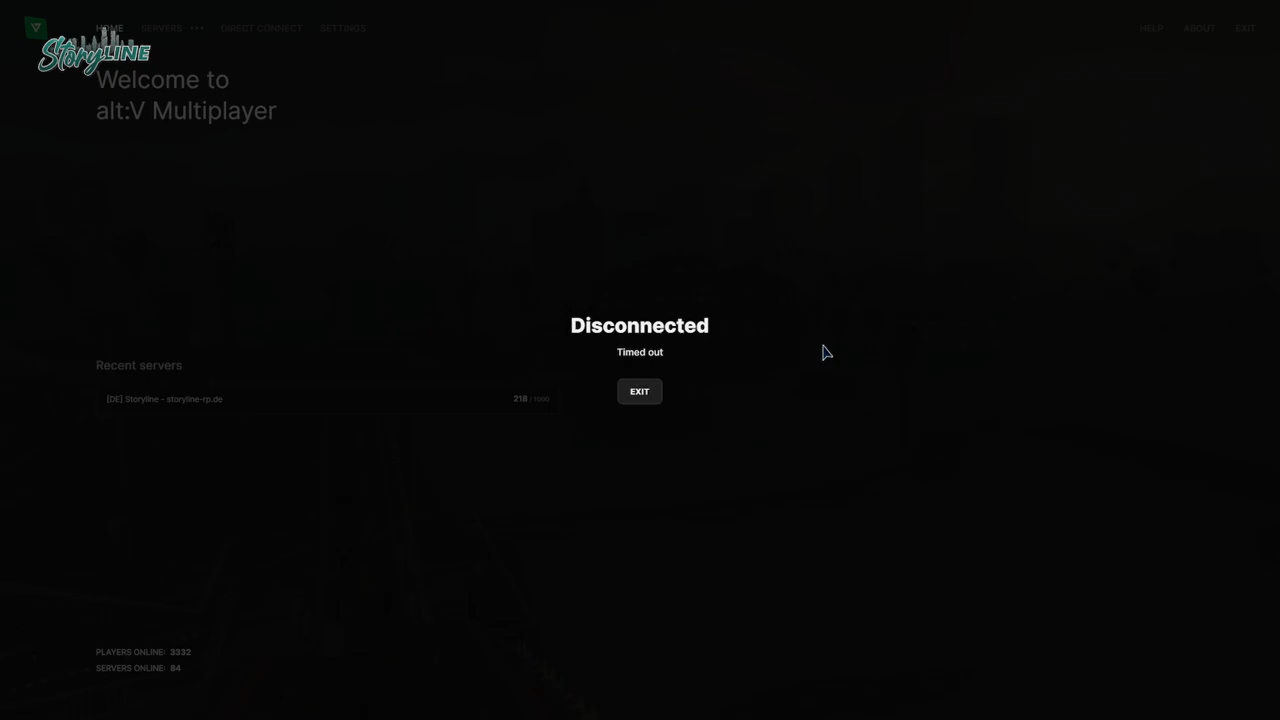 HOME SERVERS ••• DIRECT CONNECT SETTINGS HELP ABOUT EXIT
StoryLINE
Welcome to
alt:V Multiplayer
Disconnected
Timed out
EXIT
Recent servers
[DE] Storyline - storyline-rp.de 218 / 1000
PLAYERS ONLINE: 3332
SERVERS ONLINE: 84